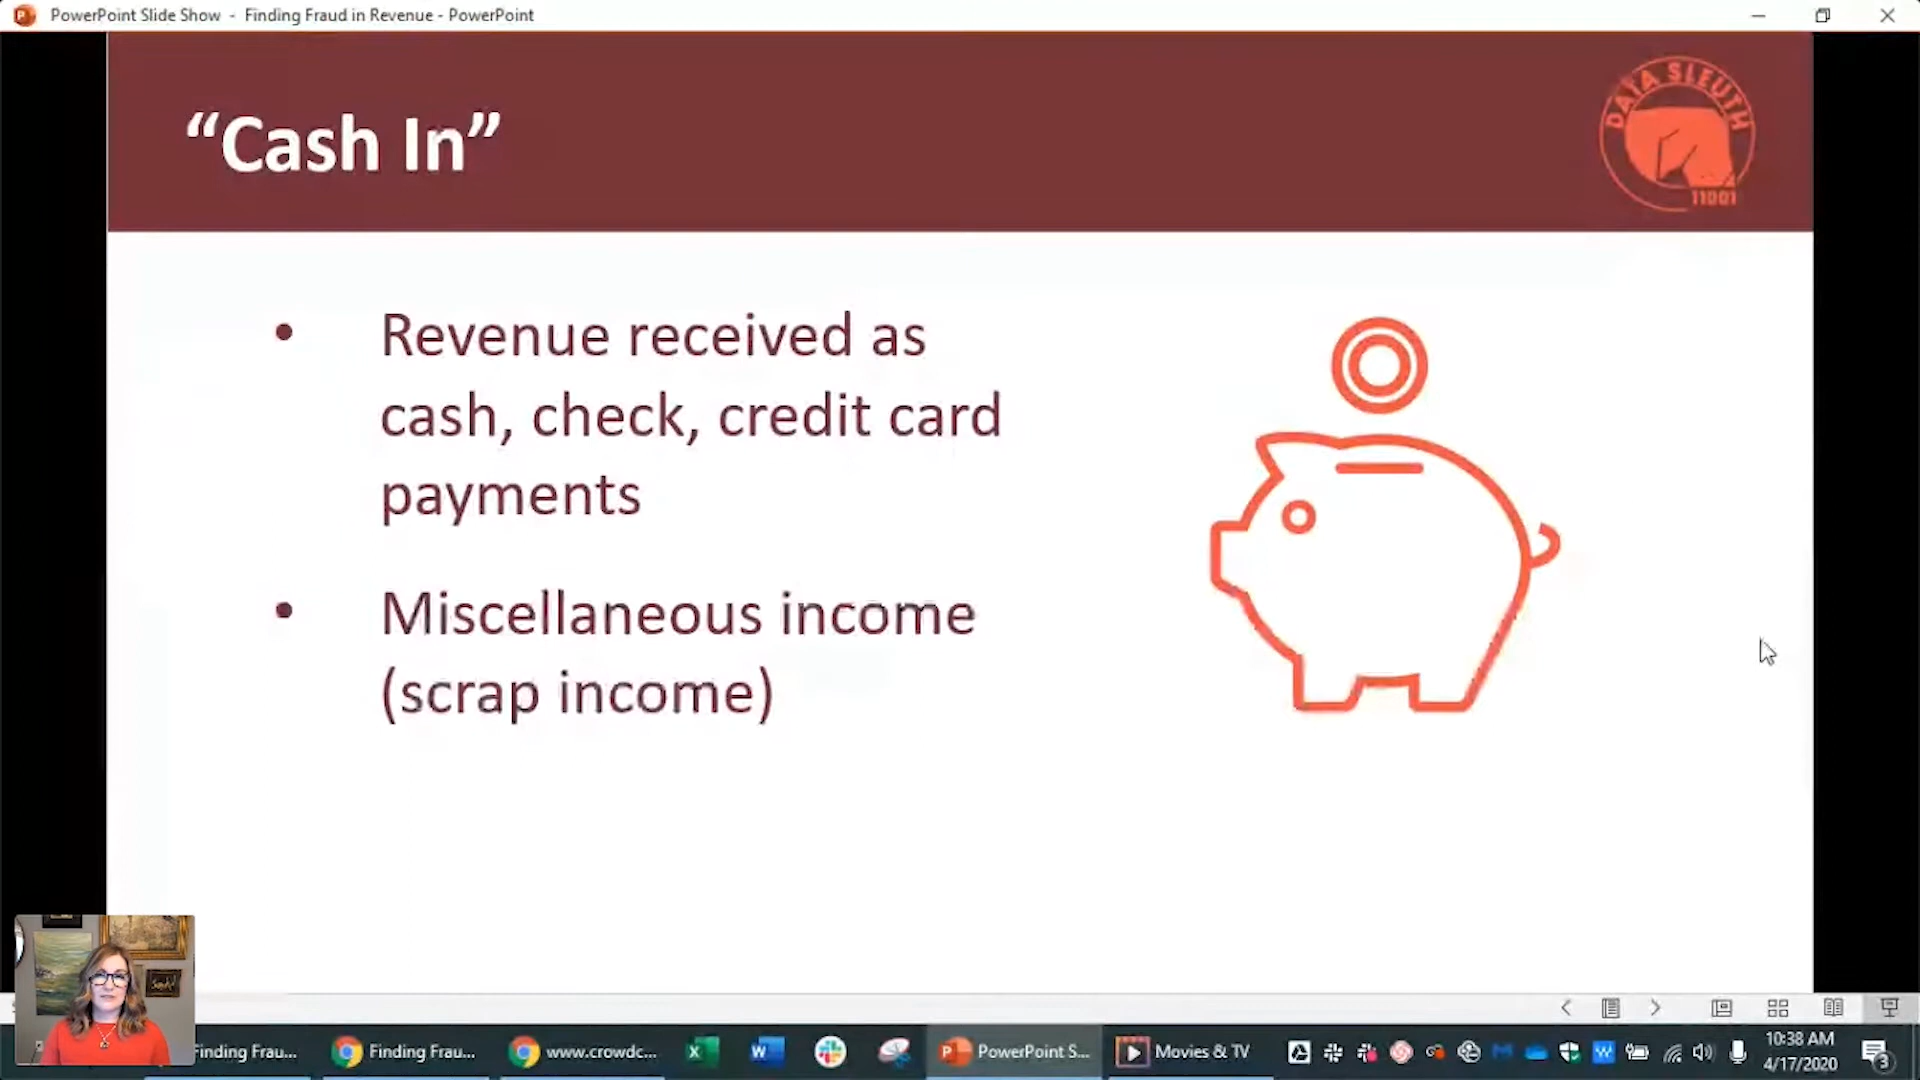 PowerPoint Slide Show - Finding Fraud in Revenue - PowerPoint
“Cash In”
DATA SLEUTH
11001
• Revenue received as
cash, check, credit card
payments
• Miscellaneous income
(scrap income)
Finding Frau...
Finding Frau...
www.crowdc...
PowerPoint S...
Movies & TV
10:38 AM
4/17/2020
3